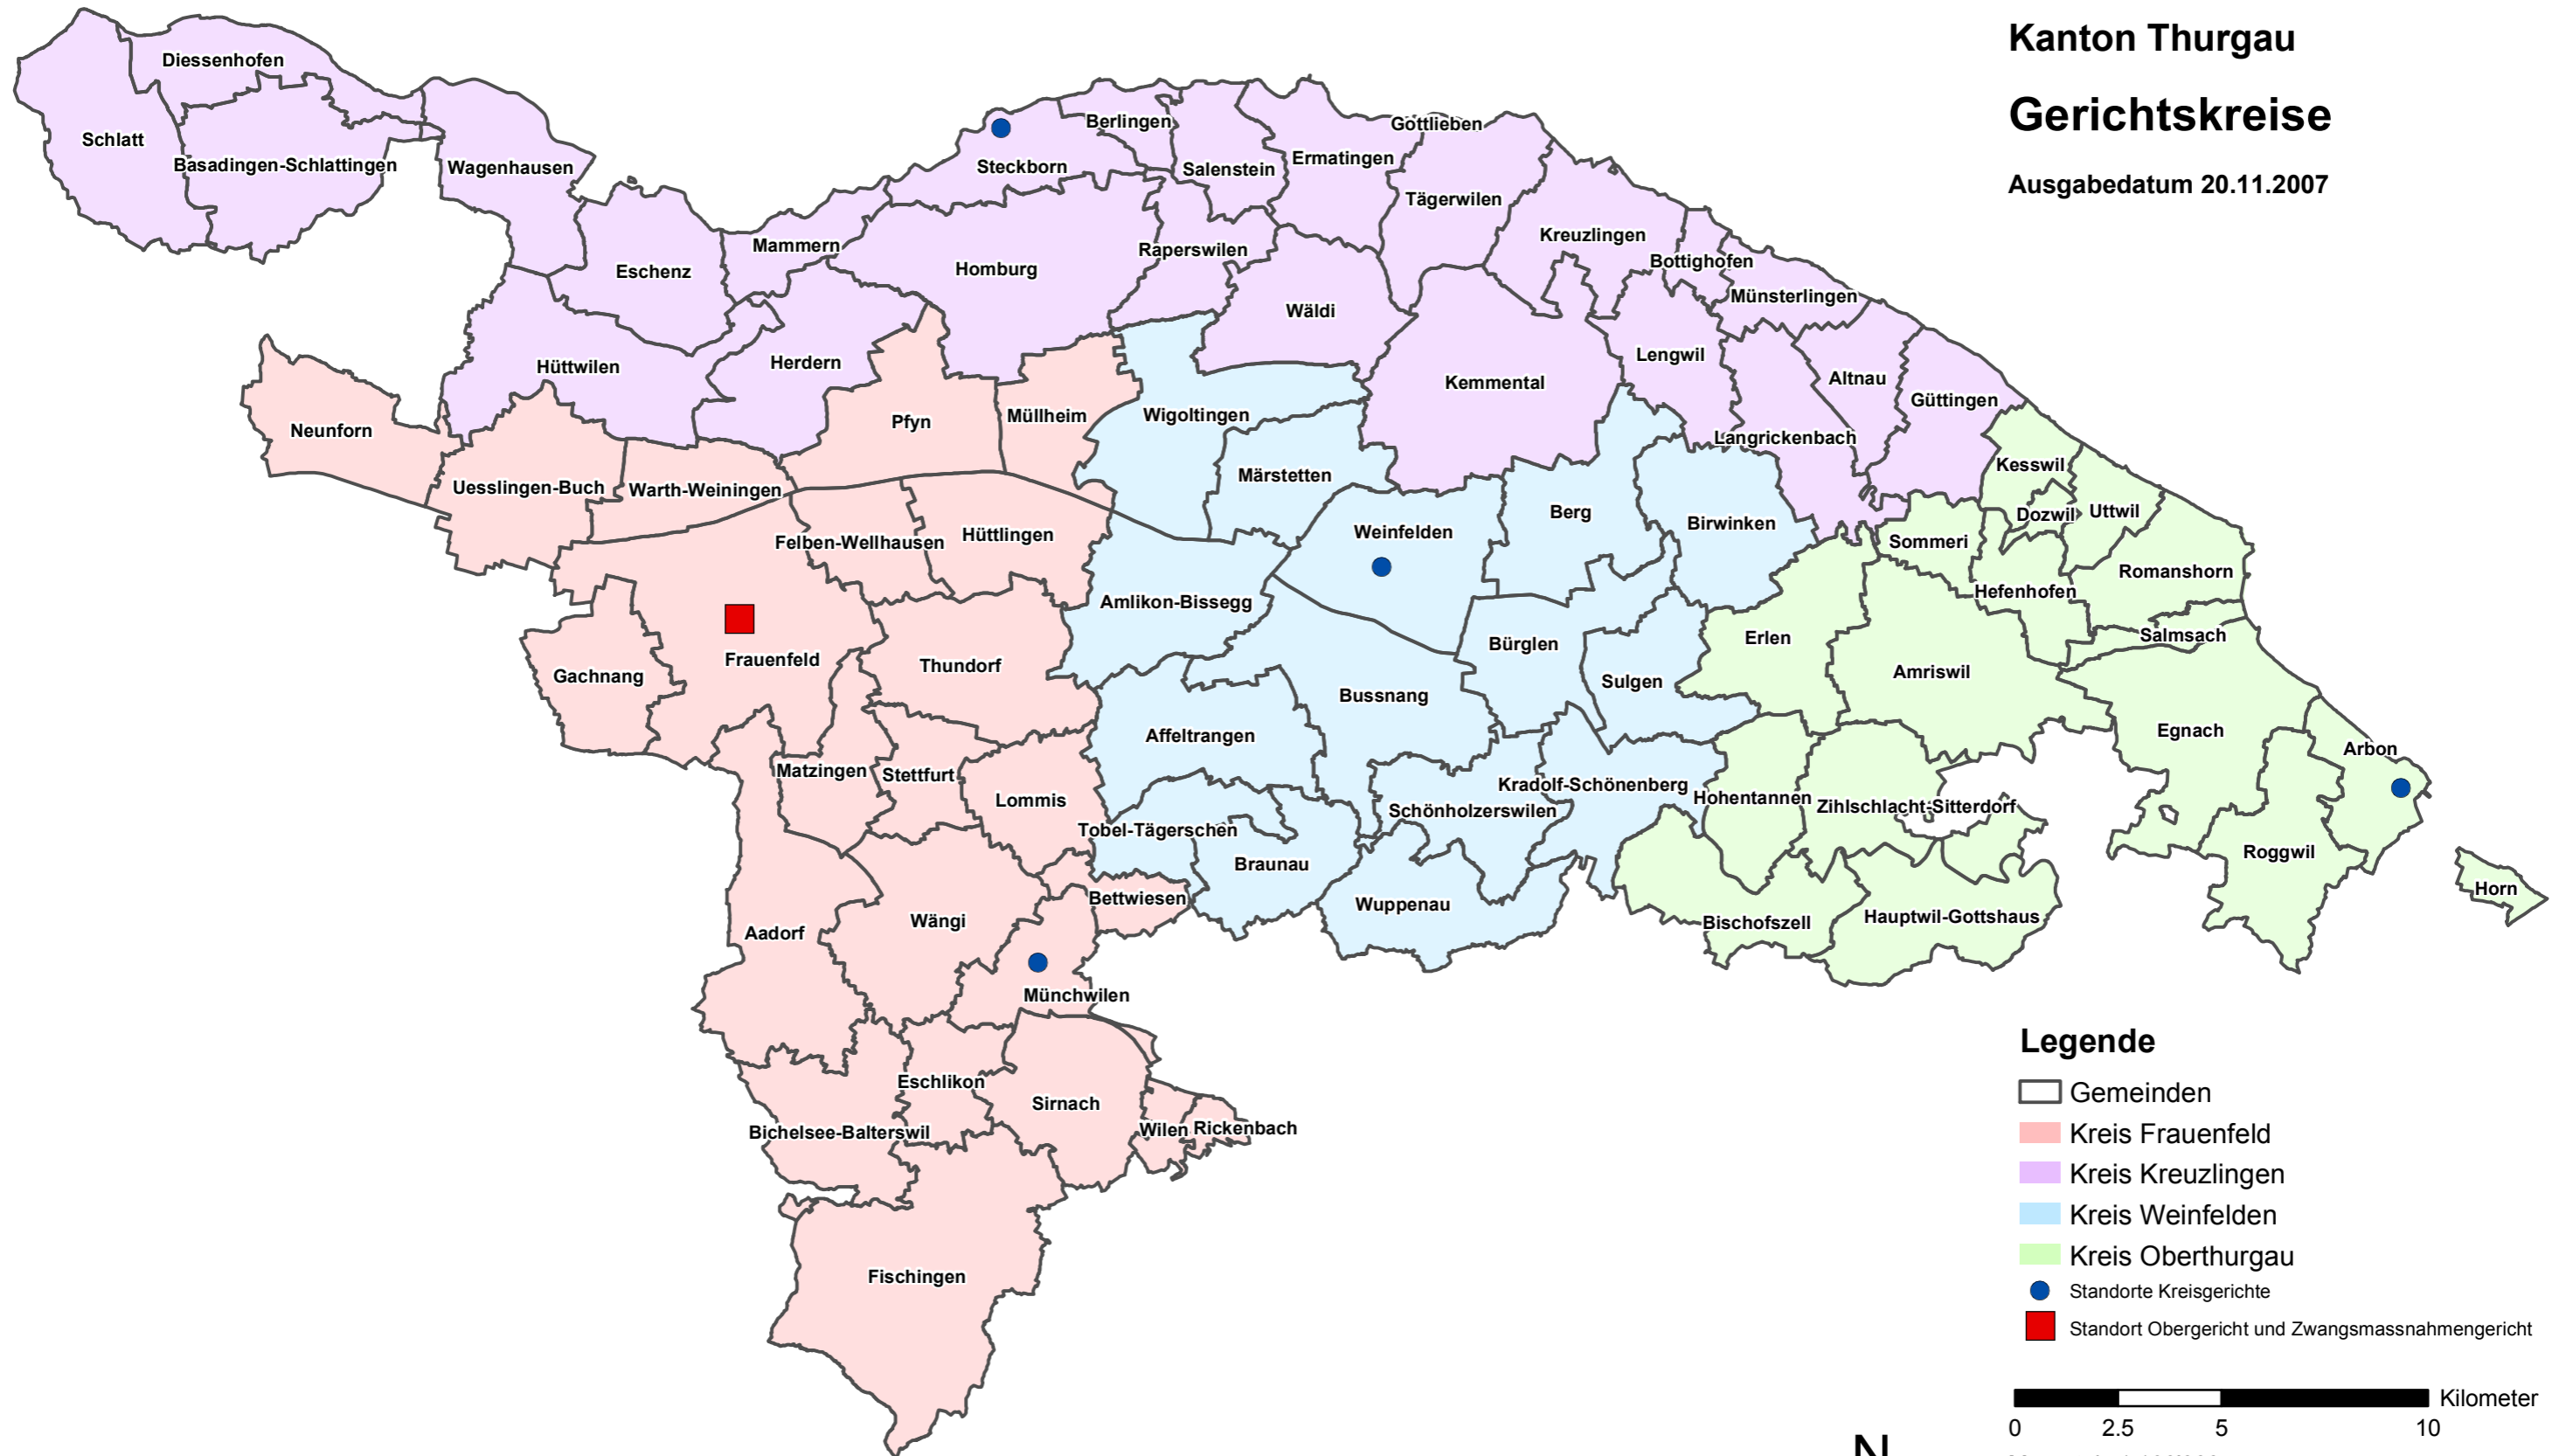 Kanton Thurgau
Gerichtskreise
Ausgabedatum 20.11.2007
Diessenhofen
Schlatt
Basadingen-Schlattingen
Wagenhausen
Berlingen
Gottlieben
Steckborn
Salenstein
Ermatingen
Tägerwilen
Mammern
Eschenz
Homburg
Raperswilen
Kreuzlingen
Bottighofen
Münsterlingen
Wäldi
Hüttwilen
Herdern
Lengwil
Kemmental
Altnau
Güttingen
Langrickenbach
Neunforn
Pfyn
Müllheim
Wigoltingen
Märstetten
Uesslingen-Buch
Warth-Weiningen
Felben-Wellhausen
Hüttlingen
Weinfelden
Berg
Birwinken
Kesswil
Dozwil
Uttwil
Sommeri
Romanshorn
Hefenhofen
Salmsach
Amlikon-Bissegg
Bürglen
Erlen
Amriswil
Gachnang
Frauenfeld
Thundorf
Sulgen
Bussnang
Affeltrangen
Egnach
Arbon
Matzingen
Stettfurt
Lommis
Kradolf-Schönenberg
Schönholzerswilen
Hohentannen
Zihlschlacht-Sitterdorf
Tobel-Tägerschen
Braunau
Roggwil
Horn
Bettwiesen
Wuppenau
Wängi
Aadorf
Bischofszell
Hauptwil-Gottshaus
Münchwilen
Eschlikon
Sirnach
Bichelsee-Balterswil
Wilen
Rickenbach
Fischingen
Legende
Gemeinden
Kreis Frauenfeld
Kreis Kreuzlingen
Kreis Weinfelden
Kreis Oberthurgau
Standorte Kreisgerichte
Standort Obergericht und Zwangsmassnahmengericht
Kilometer
0 2.5 5 10
N